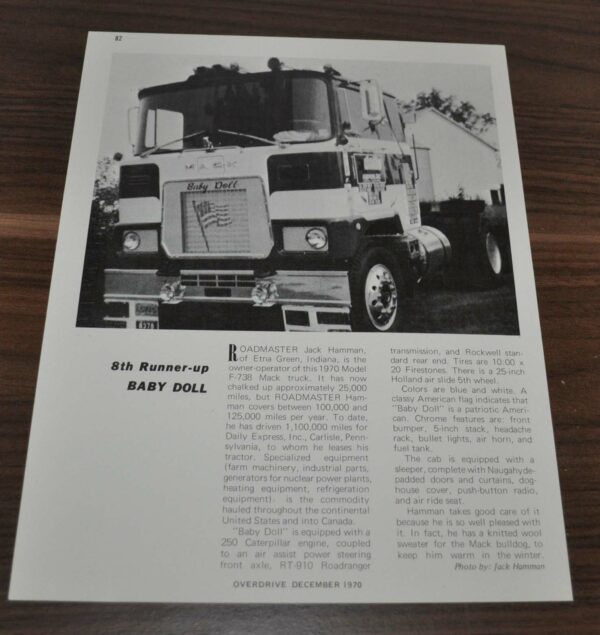 82
MACK
Baby Doll
8th Runner-up
BABY DOLL
ROADMASTER Jack Hamman,
of Etna Green, Indiana, is the
owner-operator of this 1970 Model
F-738 Mack truck. It has now
chalked up approximately 25,000
miles, but ROADMASTER Ham-
man covers between 100,000 and
125,000 miles per year. To date,
he has driven 1,100,000 miles for
Daily Express, Inc., Carlisle, Penn-
sylvania, to whom he leases his
tractor. Specialized equipment
(farm machinery, industrial parts,
generators for nuclear power plants,
heating equipment, refrigeration
equipment) is the commodity
hauled throughout the continental
United States and into Canada.
"Baby Doll" is equipped with a
250 Caterpillar engine, coupled
to an air assist power steering
front axle, RT-910 Roadranger
transmission, and Rockwell stan-
dard rear end. Tires are 10:00 x
x 20 Firestones. There is a 25-inch
Holland air slide 5th wheel.
Colors are blue and white. A
classy American flag indicates that
"Baby Doll" is a patriotic Ameri-
can. Chrome features are: front
bumper, 5-inch stack, headache
rack, bullet lights, air horn, and
fuel tank.
The cab is equipped with a
sleeper, complete with Naugahyde-
padded doors and curtains, dog-
house cover, push-button radio,
and air ride seat.
Hamman takes good care of it
because he is so well pleased with
it. In fact, he has a knitted wool
sweater for the Mack bulldog, to
keep him warm in the winter.
Photo by: Jack Hamman
OVERDRIVE DECEMBER 1970